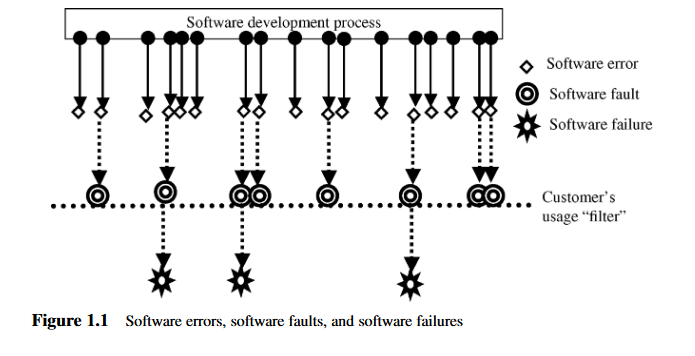 Software development process
Software error
Software fault
Software failure
Customer's
usage "filter"
Figure 1.1 Software errors, software faults, and software failures